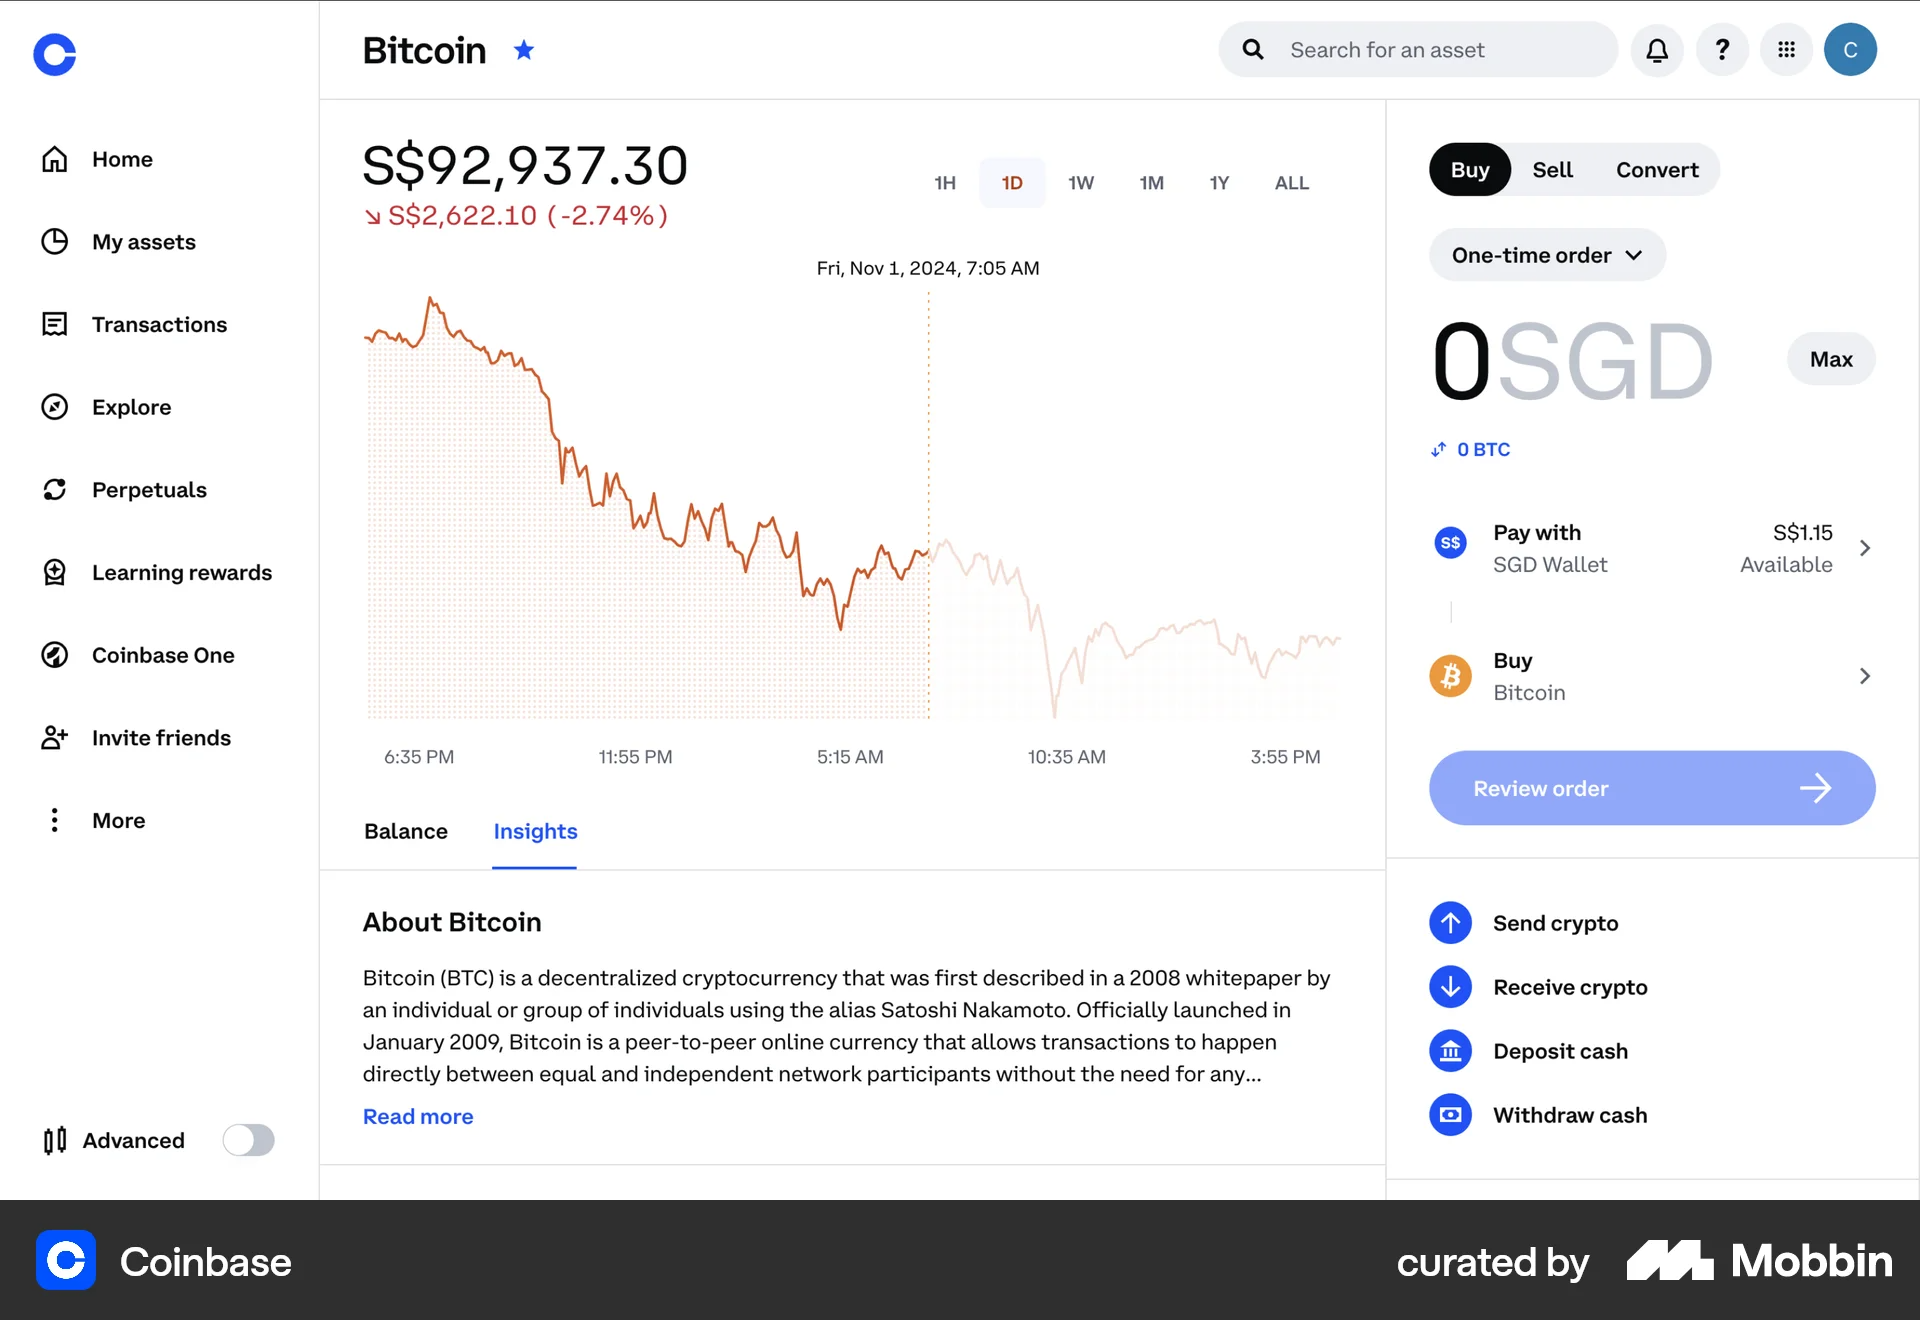 Bitcoin
Search for an asset
?
C
Home
My assets
Transactions
Explore
Perpetuals
Learning rewards
Coinbase One
Invite friends
More
Advanced
S$92,937.30
↘ S$2,622.10 (-2.74%)
1H 1D 1W 1M 1Y ALL
Fri, Nov 1, 2024, 7:05 AM
6:35 PM 11:55 PM 5:15 AM 10:35 AM 3:55 PM
Balance Insights
About Bitcoin
Bitcoin (BTC) is a decentralized cryptocurrency that was first described in a 2008 whitepaper by
an individual or group of individuals using the alias Satoshi Nakamoto. Officially launched in
January 2009, Bitcoin is a peer-to-peer online currency that allows transactions to happen
directly between equal and independent network participants without the need for any...
Read more
Buy Sell Convert
One-time order
0SGD
Max
0 BTC
S$
Pay with S$1.15
SGD Wallet Available
Buy
Bitcoin
Review order
Send crypto
Receive crypto
Deposit cash
Withdraw cash
Coinbase
curated by Mobbin